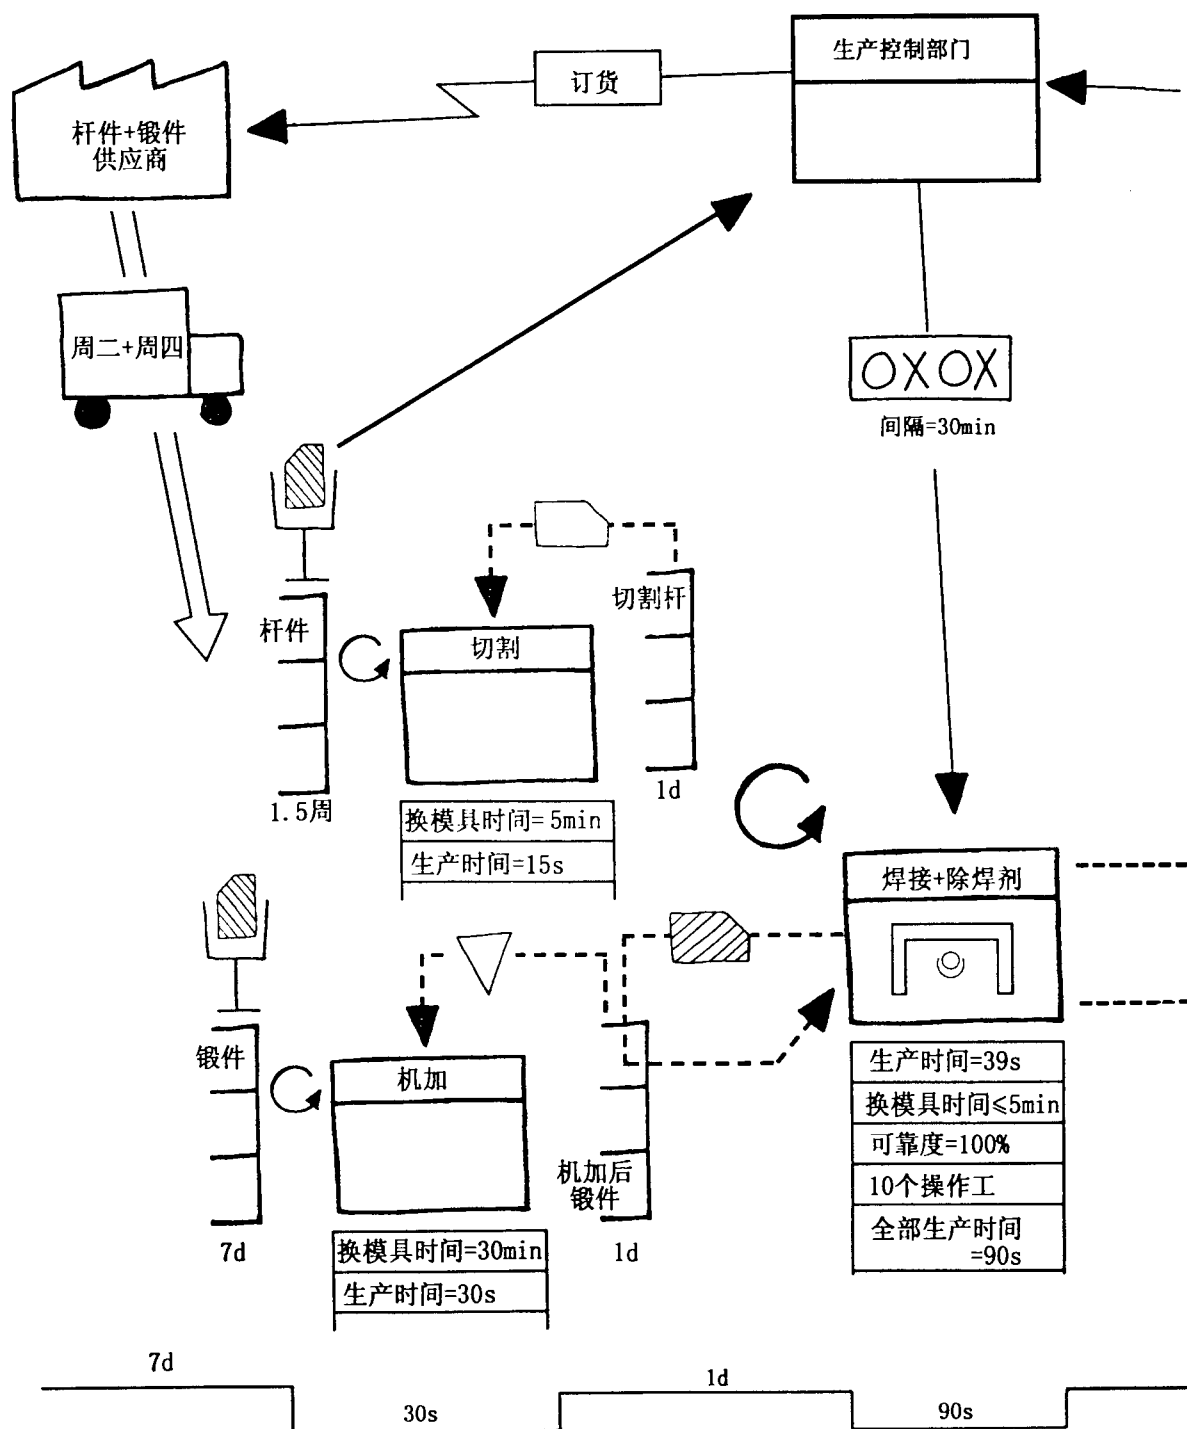 生产控制部门
订货
杆件+锻件
供应商
周二+周四
OXOX
间隔=30min
切割杆
杆件
切割
1.5周
1d
换模具时间=5min
生产时间=15s
焊接+除焊剂
锻件
机加
生产时间=39s
换模具时间≤5min
可靠度=100%
10个操作工
全部生产时间
=90s
机加后
锻件
7d
1d
换模具时间=30min
生产时间=30s
7d
1d
30s
90s